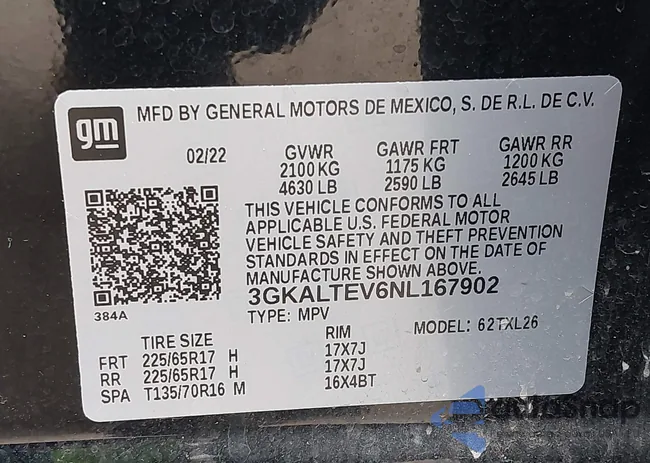 gm
MFD BY GENERAL MOTORS DE MEXICO, S. DE R.L. DE C.V.
02/22 GVWR GAWR FRT GAWR RR
2100 KG 1175 KG 1200 KG
4630 LB 2590 LB 2645 LB
THIS VEHICLE CONFORMS TO ALL
APPLICABLE U.S. FEDERAL MOTOR
VEHICLE SAFETY AND THEFT PREVENTION
STANDARDS IN EFFECT ON THE DATE OF
MANUFACTURE SHOWN ABOVE.
3GKALTEV6NL167902
384A
TYPE: MPV MODEL: 62TXL26
TIRE SIZE RIM
FRT 225/65R17 H 17X7J
RR 225/65R17 H 17X7J
SPA T135/70R16 M 16X4BT
autosnap